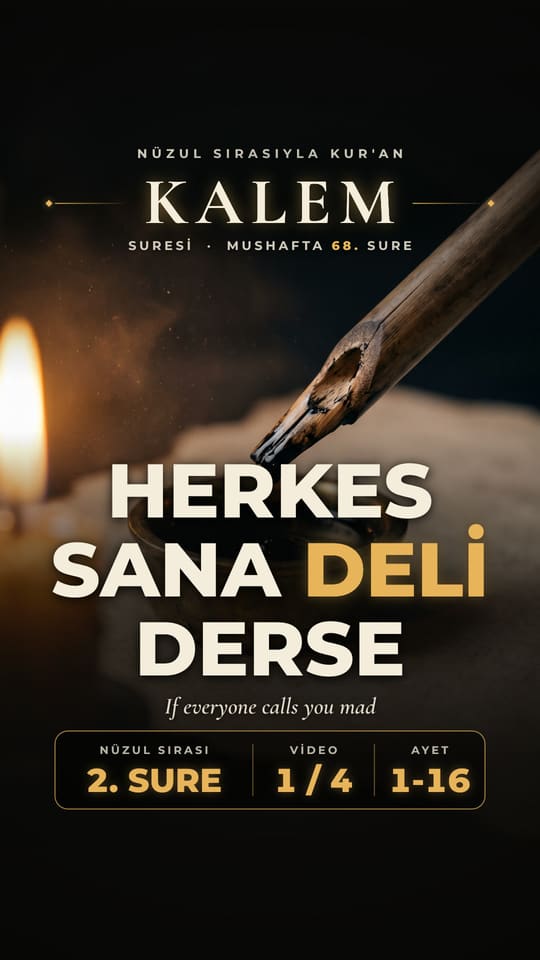 NÜZUL SIRASIYLA KUR'AN
KALEM
SURESİ · MUSHAFTA 68. SURE
HERKES
SANA DELİ
DERSE
If everyone calls you mad
NÜZUL SIRASI VİDEO AYET
2. SURE 1 / 4 1-16